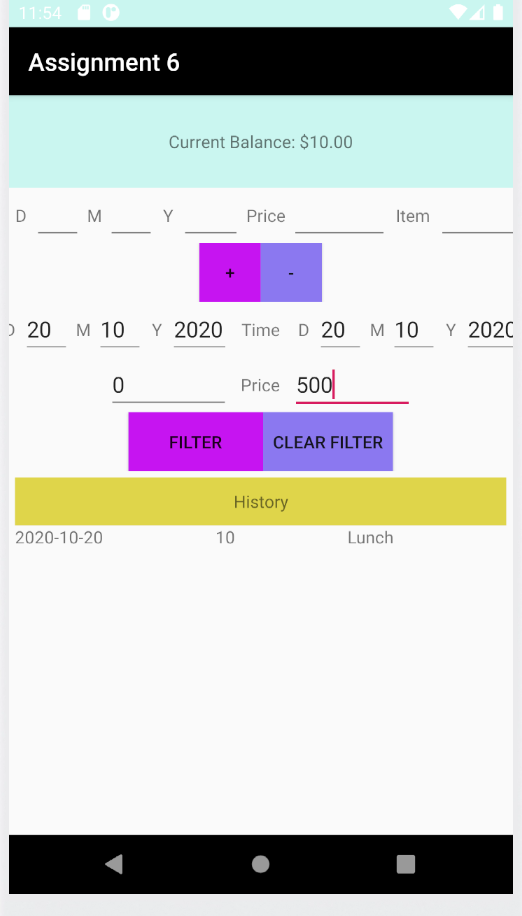 11:54
Assignment 6
Current Balance: $10.00
D M Y Price Item
+ -
D 20 M 10 Y 2020 Time D 20 M 10 Y 2020
0 Price 500
FILTER CLEAR FILTER
History
2020-10-20 10 Lunch